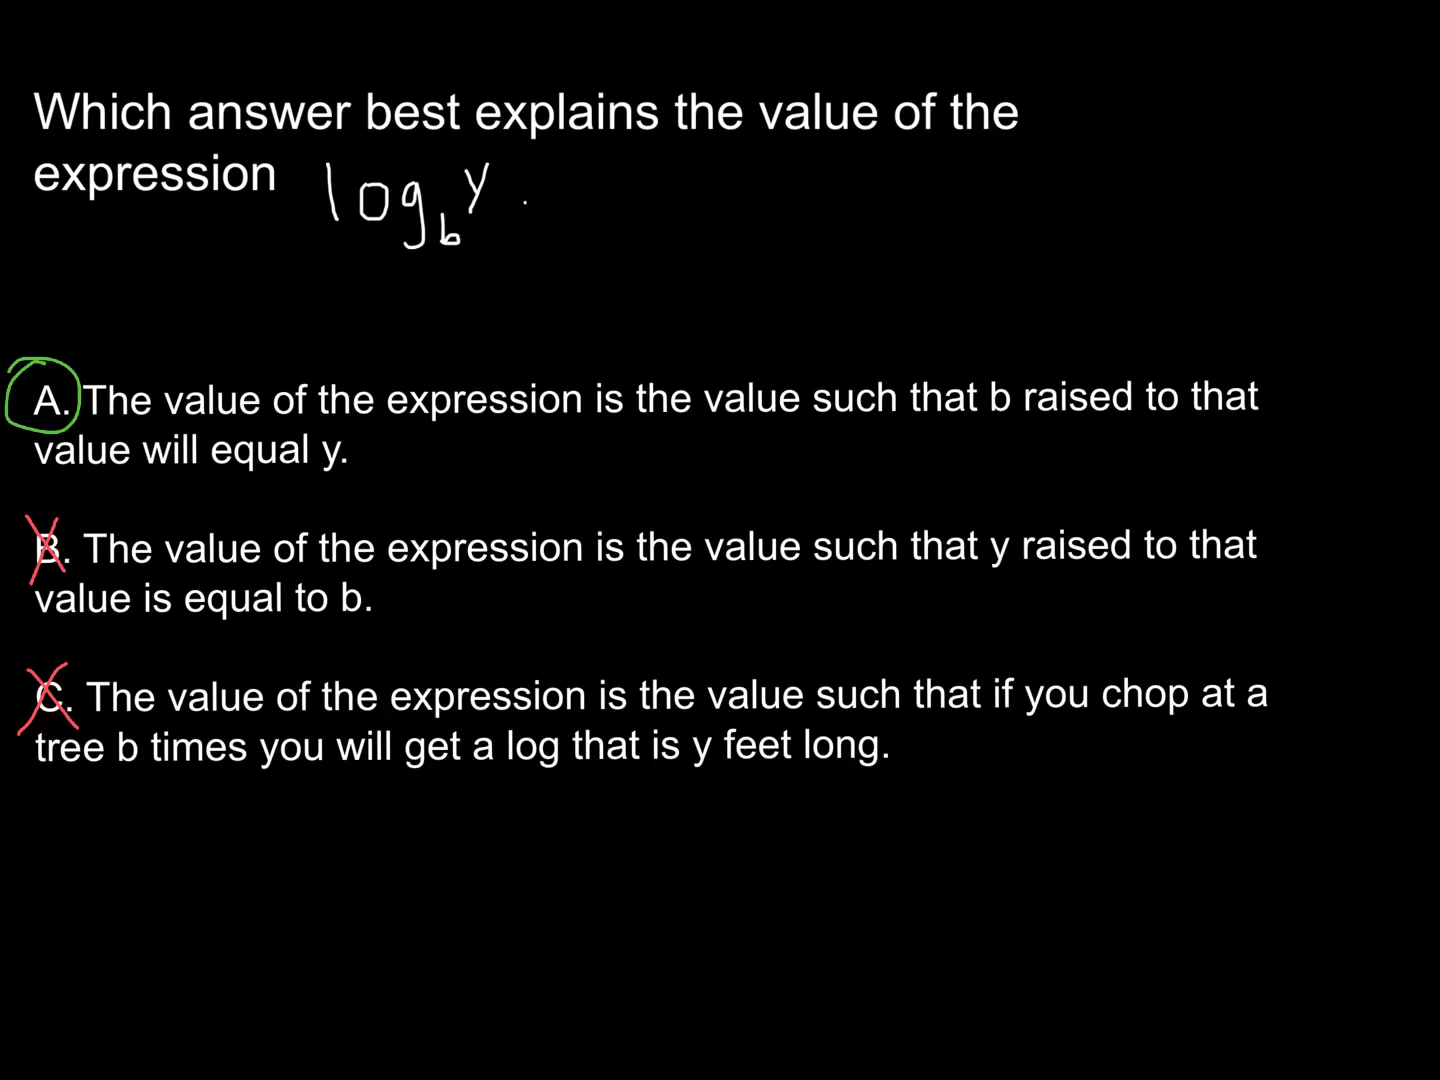 Which answer best explains the value of the
expression log_b y .
A. The value of the expression is the value such that b raised to that
value will equal y.
B. The value of the expression is the value such that y raised to that
value is equal to b.
C. The value of the expression is the value such that if you chop at a
tree b times you will get a log that is y feet long.